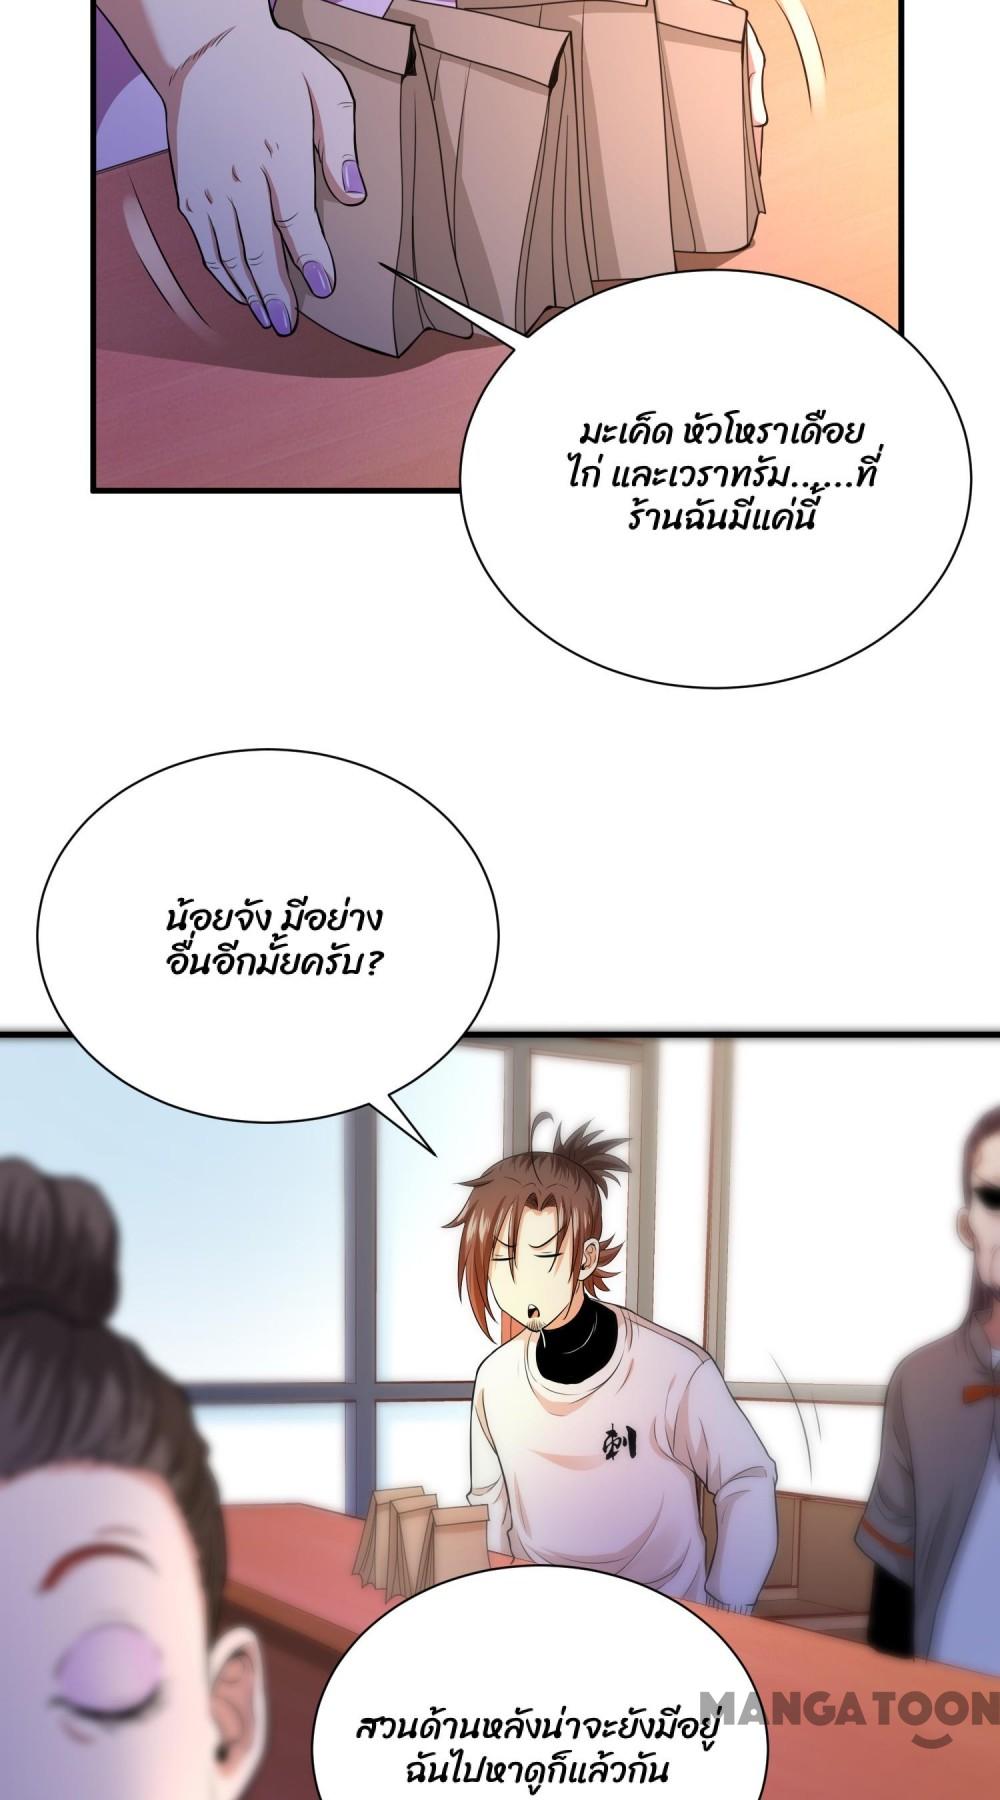 มะเค็ด หัวโหราเดือย
ไก่ และเวราทรัม......ที่
ร้านฉันมีแค่นี้
น้อยจัง มีอย่าง
อื่นอีกมั้ยครับ?
刺
MANGATOON
สวนด้านหลังน่าจะยังมีอยู่
ฉันไปหาดูก็แล้วกัน